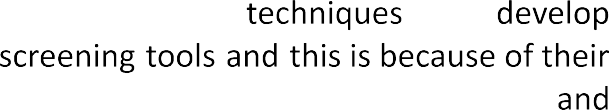 techniques develop
screening tools and this is because of their
and